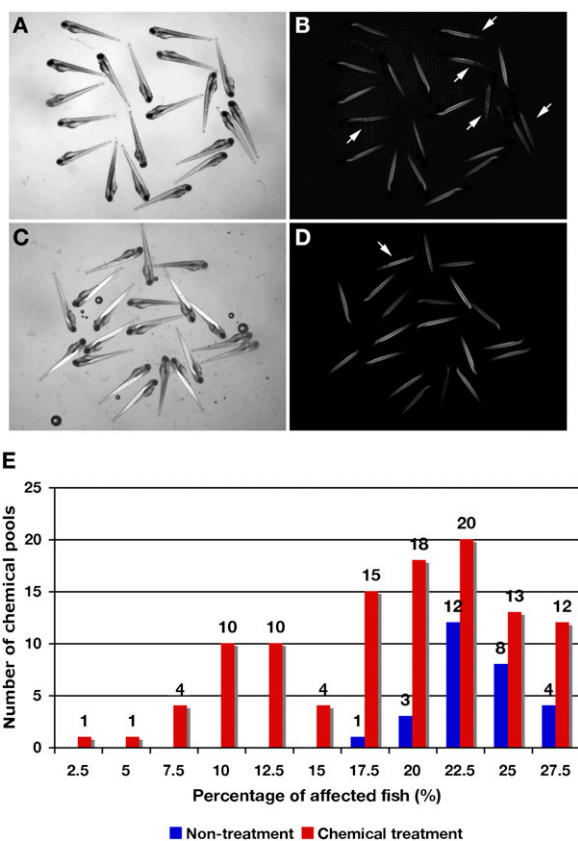 A
B
C
D
E
Number of chemical pools
25
20
15
10
5
0
1
1
4
10
10
4
1
15
3
18
12
20
8
13
4
12
2.5 5 7.5 10 12.5 15 17.5 20 22.5 25 27.5
Percentage of affected fish (%)
Non-treatment Chemical treatment